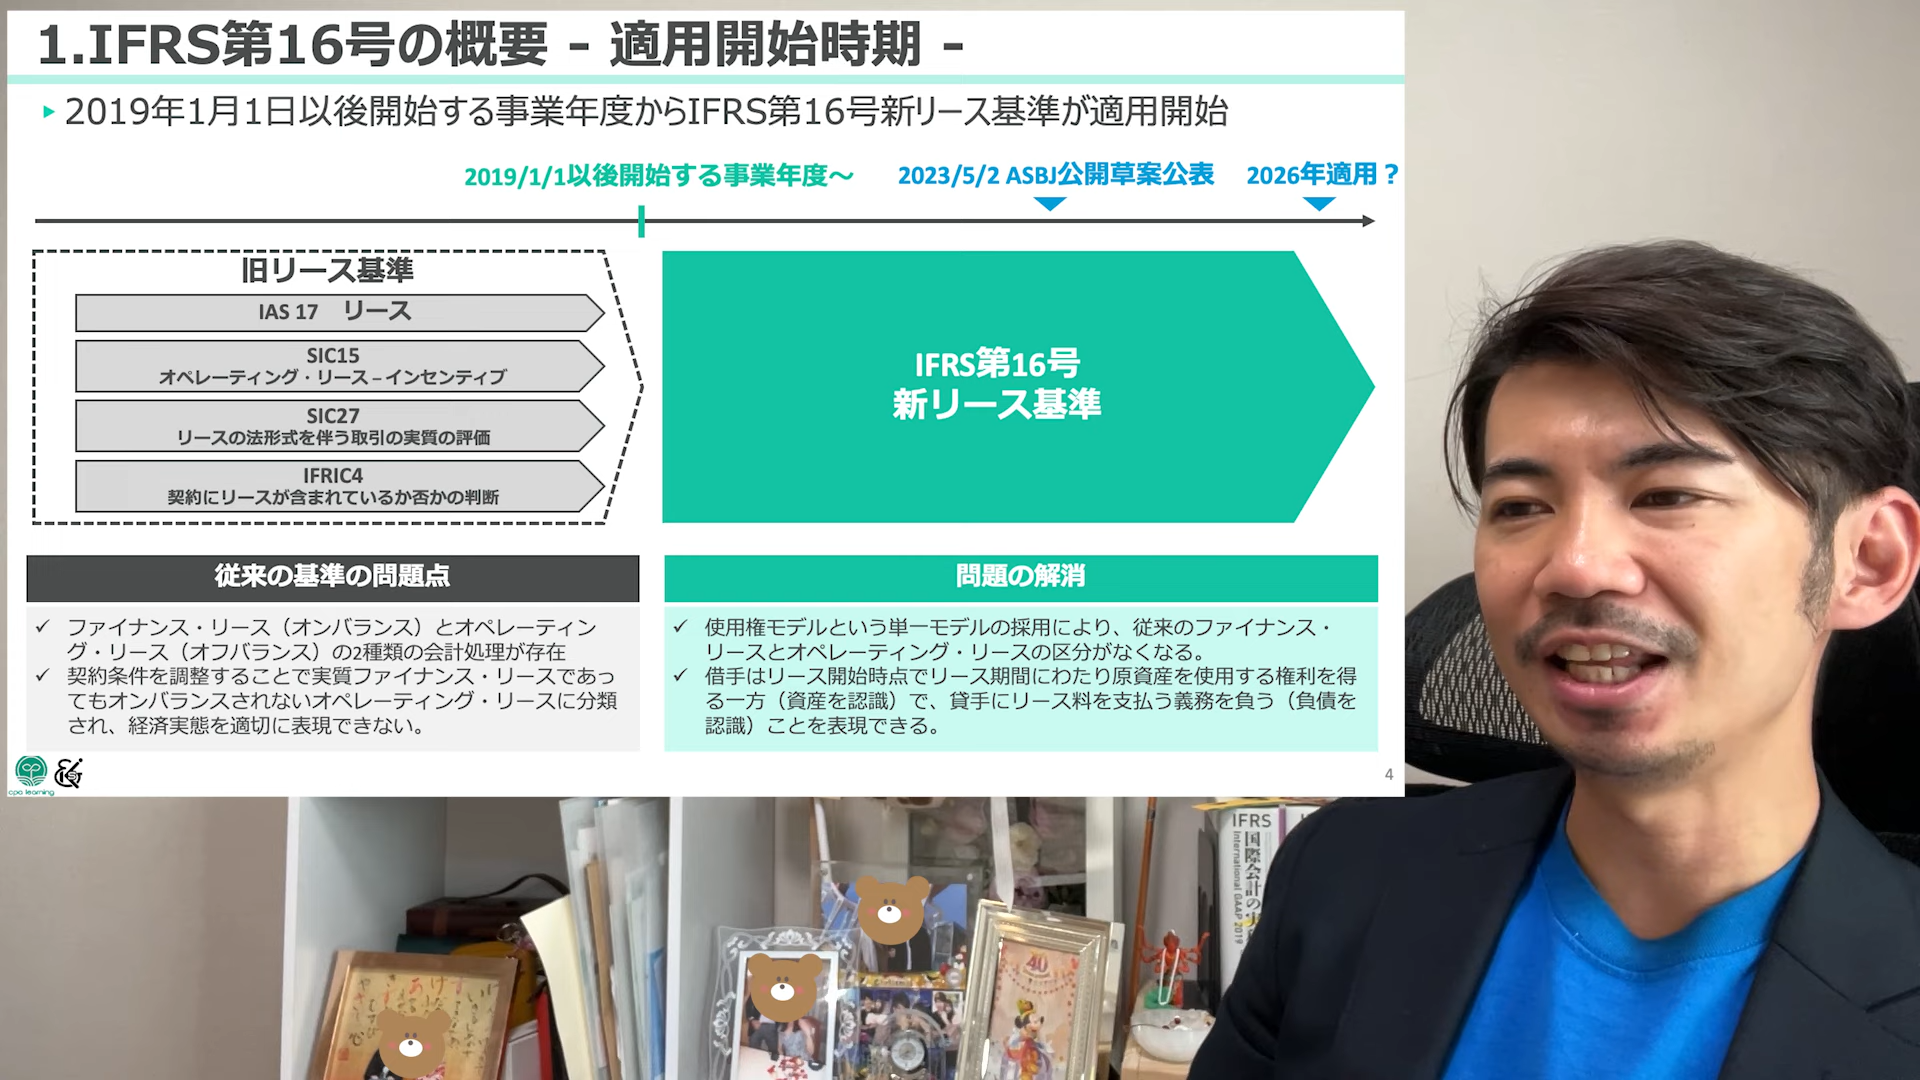 1.IFRS第16号の概要 - 適用開始時期 -
2019年1月1日以後開始する事業年度からIFRS第16号新リース基準が適用開始
2019/1/1以後開始する事業年度～
2023/5/2 ASBJ公開草案公表
2026年適用？
旧リース基準
IAS 17 リース
SIC15
オペレーティング・リース – インセンティブ
SIC27
リースの法形式を伴う取引の実質の評価
IFRIC4
契約にリースが含まれているか否かの判断
IFRS第16号
新リース基準
従来の基準の問題点
✓ ファイナンス・リース（オンバランス）とオペレーティン
グ・リース（オフバランス）の2種類の会計処理が存在
✓ 契約条件を調整することで実質ファイナンス・リースであっ
てもオンバランスされないオペレーティング・リースに分類
され、経済実態を適切に表現できない。
問題の解消
✓ 使用権モデルという単一モデルの採用により、従来のファイナンス・
リースとオペレーティング・リースの区分がなくなる。
✓ 借手はリース開始時点でリース期間にわたり原資産を使用する権利を得
る一方（資産を認識）で、貸手にリース料を支払う義務を負う（負債を
認識）ことを表現できる。
cpa learning
4
IFRS
国際会計の
International GAAP 2019
40